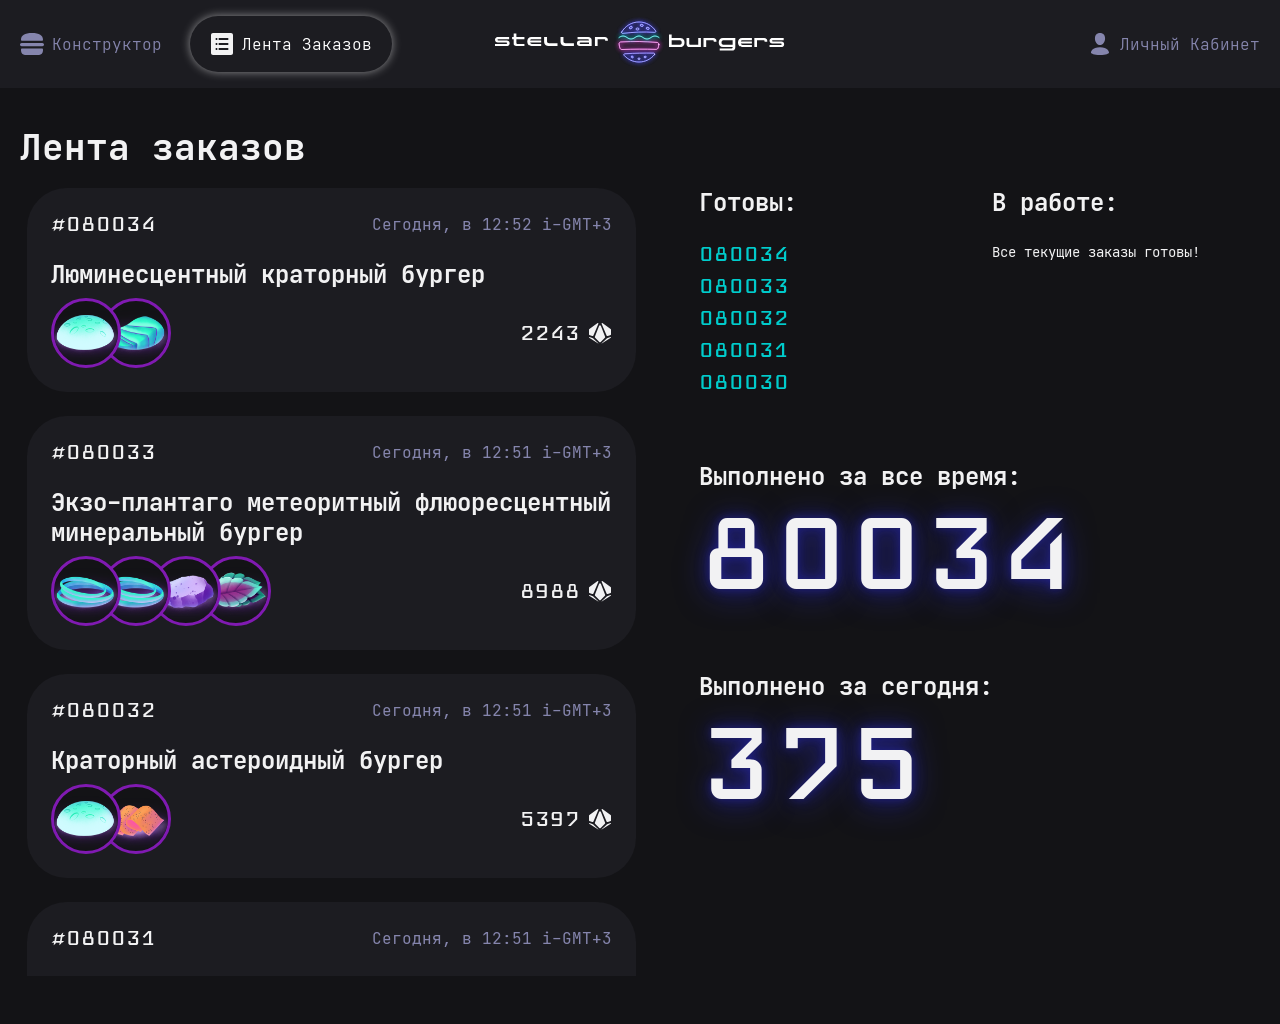 Конструктор
Лента Заказов
stellar burgers
Личный Кабинет
Лента заказов
#080034
Сегодня, в 12:52 i-GMT+3
Люминесцентный краторный бургер
2243
#080033
Сегодня, в 12:51 i-GMT+3
Экзо-плантаго метеоритный флюоресцентный
минеральный бургер
8988
#080032
Сегодня, в 12:51 i-GMT+3
Краторный астероидный бургер
5397
#080031
Сегодня, в 12:51 i-GMT+3
Готовы:
080034
080033
080032
080031
080030
В работе:
Все текущие заказы готовы!
Выполнено за все время:
80034
Выполнено за сегодня:
375